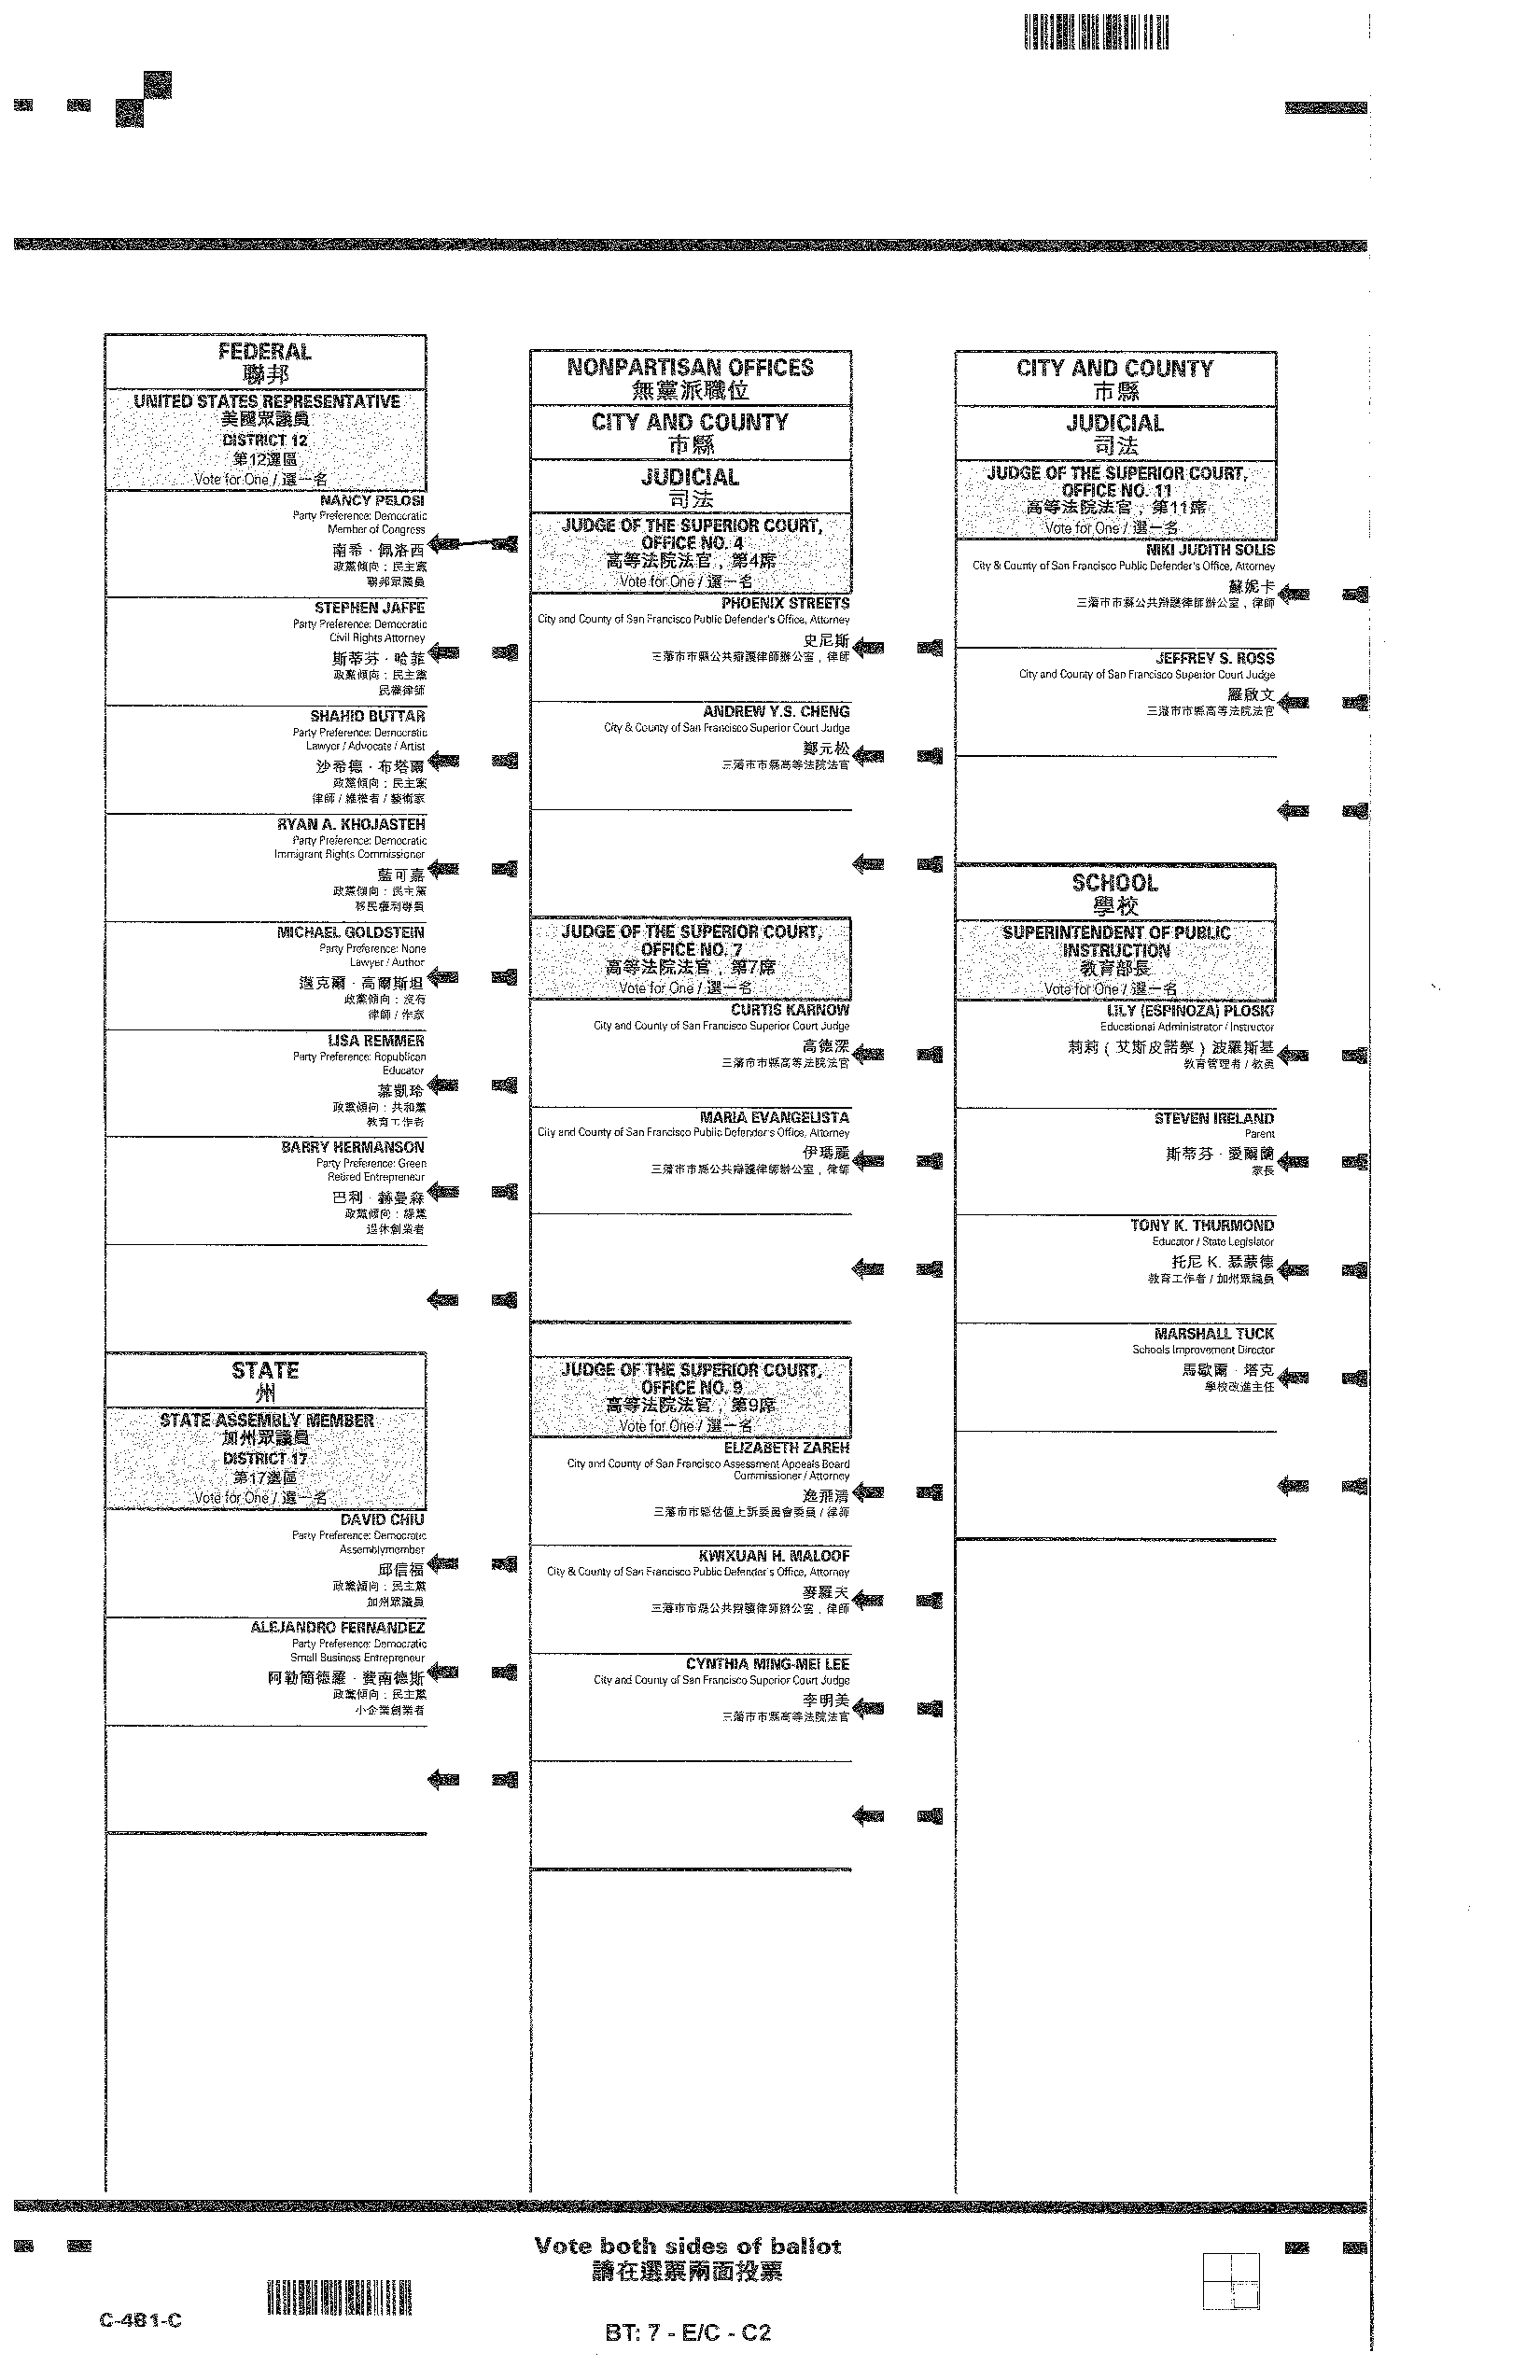 FEDERAL
聯邦
UNITED STATES REPRESENTATIVE
美國眾議員
DISTRICT 12
第12選區
Vote for One / 選一名
NANCY PELOSI
Party Preference: Democratic
Member of Congress
南希·佩洛西
政黨傾向：民主黨
聯邦眾議員
STEPHEN JAFFE
Party Preference: Democratic
Civil Rights Attorney
斯蒂芬·哈菲
政黨傾向：民主黨
民權律師
SHAHID BUTTAR
Party Preference: Democratic
Lawyer / Advocate / Artist
沙希德·布塔爾
政黨傾向：民主黨
律師 / 維權者 / 藝術家
RYAN A. KHOJASTEH
Party Preference: Democratic
Immigrant Rights Commissioner
藍可嘉
政黨傾向：民主黨
移民權利專員
MICHAEL GOLDSTEIN
Party Preference: None
Lawyer / Author
邁克爾·高爾斯坦
政黨傾向：沒有
律師 / 作家
LISA REMMER
Party Preference: Republican
Educator
慕凱玲
政黨傾向：共和黨
教育工作者
BARRY HERMANSON
Party Preference: Green
Retired Entrepreneur
巴利·赫曼森
政黨傾向：綠黨
退休創業者
STATE
州
STATE ASSEMBLY MEMBER
加州眾議員
DISTRICT 17
第17選區
Vote for One / 選一名
DAVID CHIU
Party Preference: Democratic
Assemblymember
邱信福
政黨傾向：民主黨
加州眾議員
ALEJANDRO FERNANDEZ
Party Preference: Democratic
Small Business Entrepreneur
阿勒簡德羅·費南德斯
政黨傾向：民主黨
小企業創業者
NONPARTISAN OFFICES
無黨派職位
CITY AND COUNTY
市縣
JUDICIAL
司法
JUDGE OF THE SUPERIOR COURT,
OFFICE NO. 4
高等法院法官，第4席
Vote for One / 選一名
PHOENIX STREETS
City and County of San Francisco Public Defender's Office, Attorney
史尼斯
三藩市市縣公共辯護律師辦公室，律師
ANDREW Y.S. CHENG
City & County of San Francisco Superior Court Judge
鄭元松
三藩市市縣高等法院法官
JUDGE OF THE SUPERIOR COURT,
OFFICE NO. 7
高等法院法官，第7席
Vote for One / 選一名
CURTIS KARNOW
City and County of San Francisco Superior Court Judge
高德深
三藩市市縣高等法院法官
MARIA EVANGELISTA
City and County of San Francisco Public Defender's Office, Attorney
伊瑪麗
三藩市市縣公共辯護律師辦公室，律師
JUDGE OF THE SUPERIOR COURT,
OFFICE NO. 9
高等法院法官，第9席
Vote for One / 選一名
ELIZABETH ZAREH
City and County of San Francisco Assessment Appeals Board
Commissioner / Attorney
三藩市市縣估值上訴委員會委員 / 律師
KWIXUAN H. MALOOF
City & County of San Francisco Public Defender's Office, Attorney
麥羅夫
三藩市市縣公共辯護律師辦公室，律師
CYNTHIA MING-MEI LEE
City and County of San Francisco Superior Court Judge
李明美
三藩市市縣高等法院法官
CITY AND COUNTY
市縣
JUDICIAL
司法
JUDGE OF THE SUPERIOR COURT,
OFFICE NO. 11
高等法院法官，第11席
Vote for One / 選一名
NIKI JUDITH SOLIS
City & County of San Francisco Public Defender's Office, Attorney
蘇妮卡
三藩市市縣公共辯護律師辦公室，律師
JEFFREY S. ROSS
City and County of San Francisco Superior Court Judge
羅啟文
三藩市市縣高等法院法官
SCHOOL
學校
SUPERINTENDENT OF PUBLIC
INSTRUCTION
教育部長
Vote for One / 選一名
LILY (ESPINOZA) PLOSKI
Educational Administrator / Instructor
莉莉（艾斯皮諾察）波羅斯基
教育管理者 / 教員
STEVEN IRELAND
Parent
斯蒂芬·愛爾蘭
家長
TONY K. THURMOND
Educator / State Legislator
托尼 K. 瑟蒙德
教育工作者 / 加州眾議員
MARSHALL TUCK
Schools Improvement Director
馬歇爾·塔克
學校改進主任
Vote both sides of ballot
請在選票兩面投票
C-4B1-C
BT: 7 - E/C - C2